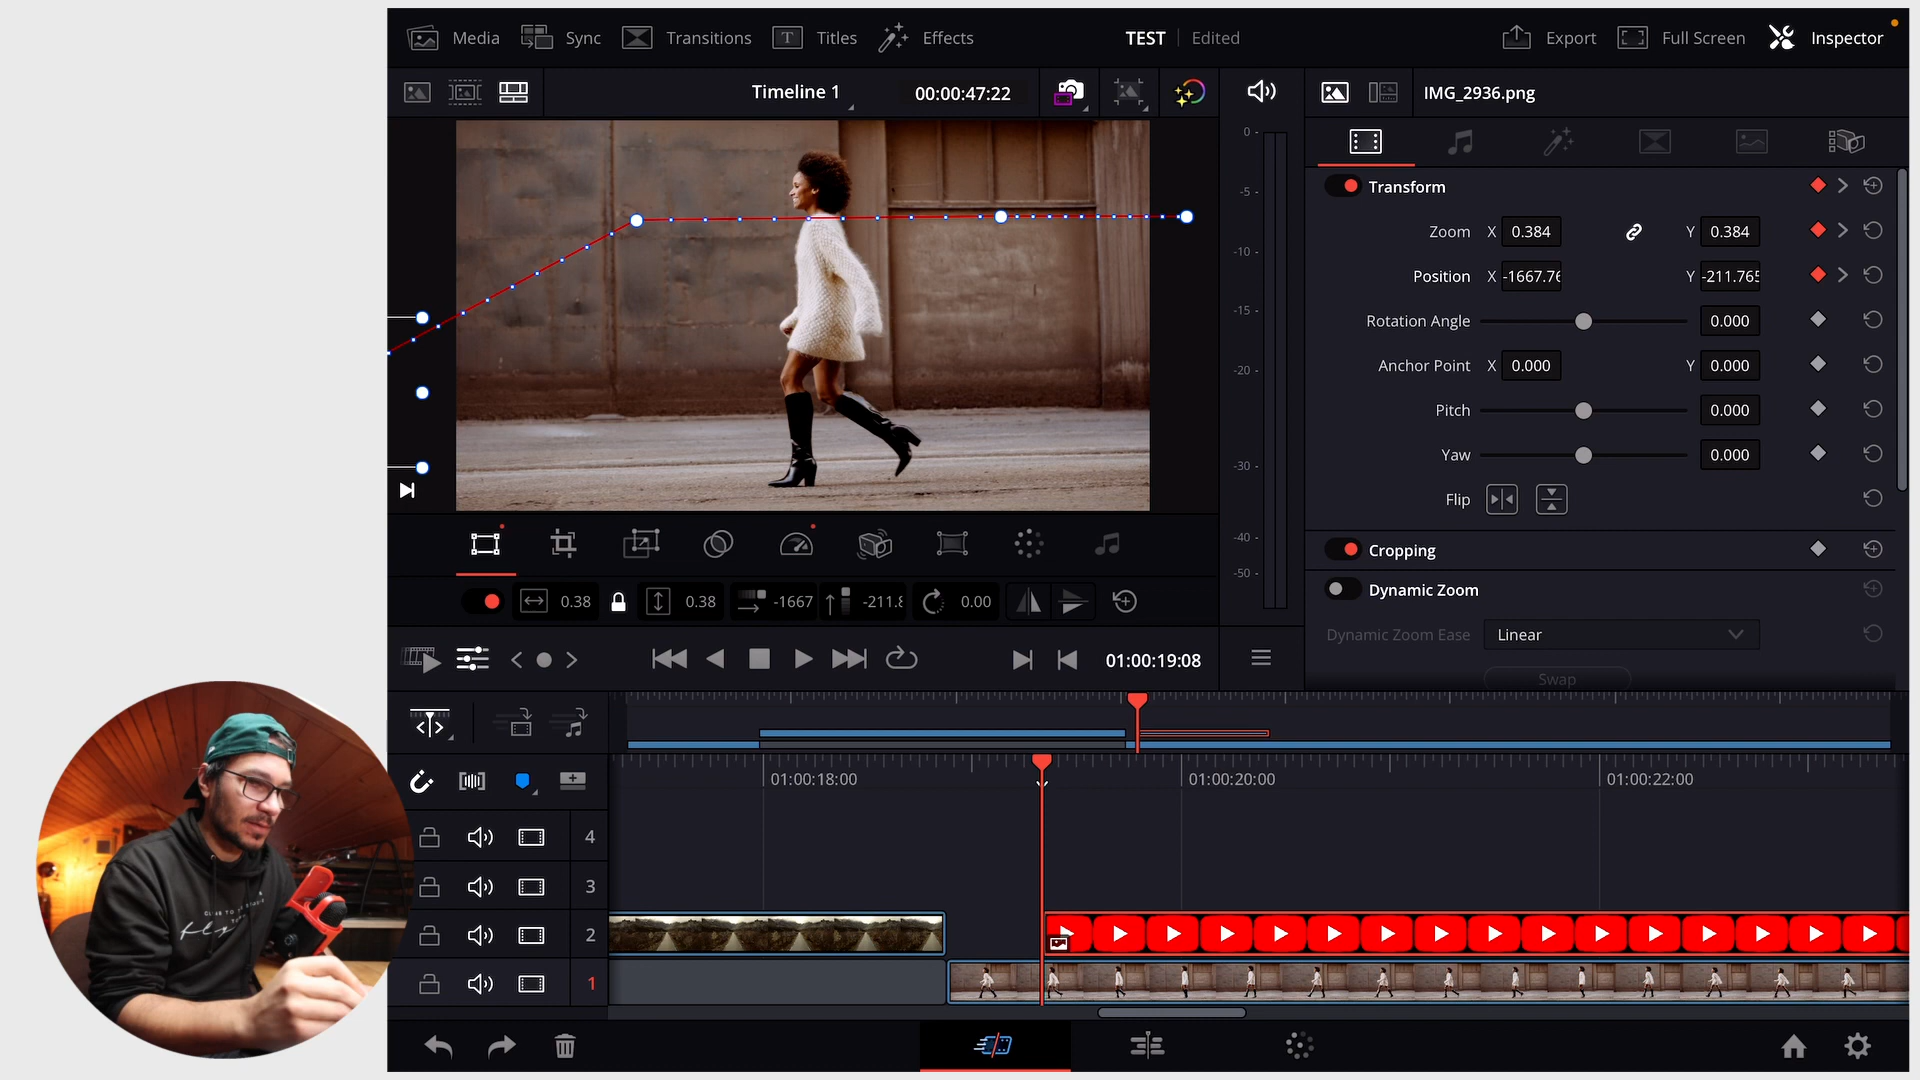 Media Sync Transitions Titles Effects TEST Edited Export Full Screen Inspector
Timeline 1 00:00:47:22 IMG_2936.png
0 -
-5 -
-10 -
-15 -
-20 -
-30 -
-40 -
-50 -
Transform
Zoom X 0.384 Y 0.384
Position X -1667.76 Y -211.765
Rotation Angle 0.000
Anchor Point X 0.000 Y 0.000
Pitch 0.000
Yaw 0.000
Flip
Cropping
Dynamic Zoom
Dynamic Zoom Ease Linear
Swap
0.38 0.38 -1667 -211.8 0.00
01:00:19:08
01:00:18:00 01:00:20:00 01:00:22:00
4
3
2
1
fly